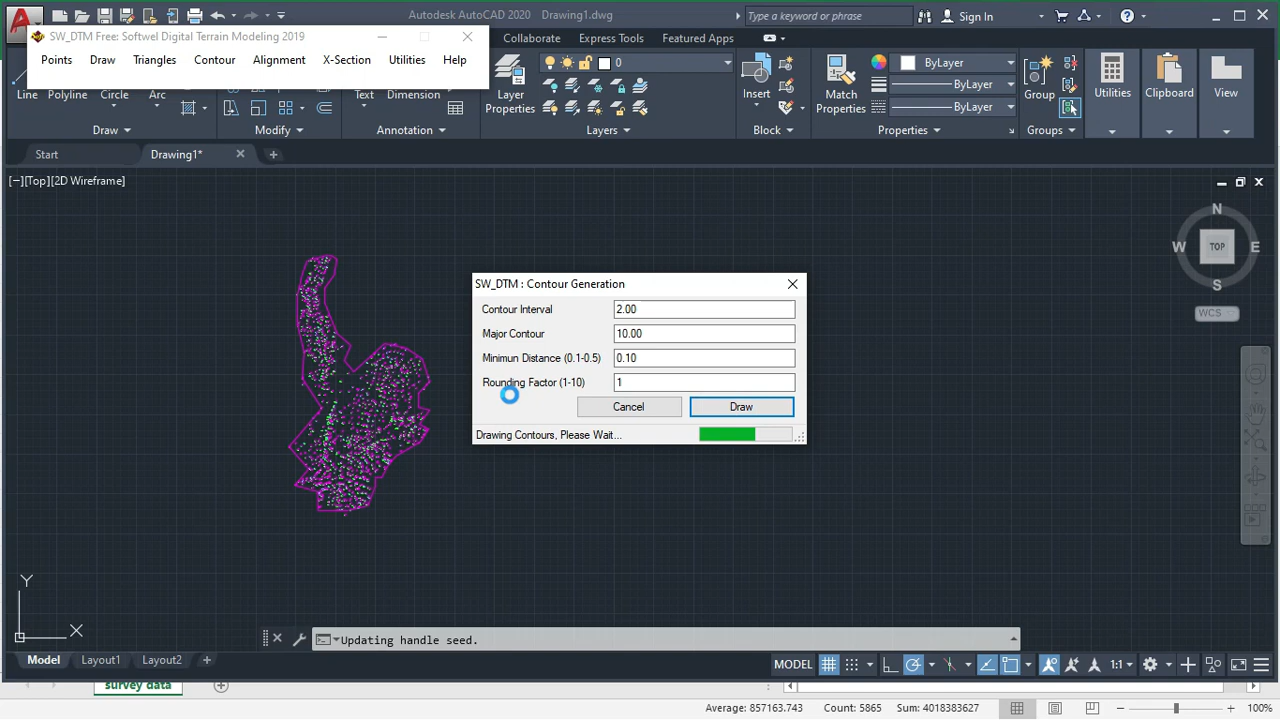 Autodesk AutoCAD 2020 Drawing1.dwg
Type a keyword or phrase
Sign In
SW_DTM Free: Softwel Digital Terrain Modeling 2019
Points Draw Triangles Contour Alignment X-Section Utilities Help
Collaborate Express Tools Featured Apps
Line Polyline Circle Arc
Text Dimension
Layer Properties
0
Insert
Match Properties
ByLayer
ByLayer
ByLayer
Group
Utilities
Clipboard
View
Draw
Modify
Annotation
Layers
Block
Properties
Groups
Start
Drawing1*
[−][Top][2D Wireframe]
N
W TOP E
S
WCS
SW_DTM : Contour Generation
Contour Interval 2.00
Major Contour 10.00
Minimun Distance (0.1-0.5) 0.10
Rounding Factor (1-10) 1
Cancel Draw
Drawing Contours, Please Wait...
Y
X
Updating handle seed.
Model Layout1 Layout2
MODEL
1:1
survey data
Average: 857163.743 Count: 5865 Sum: 4018383627
100%